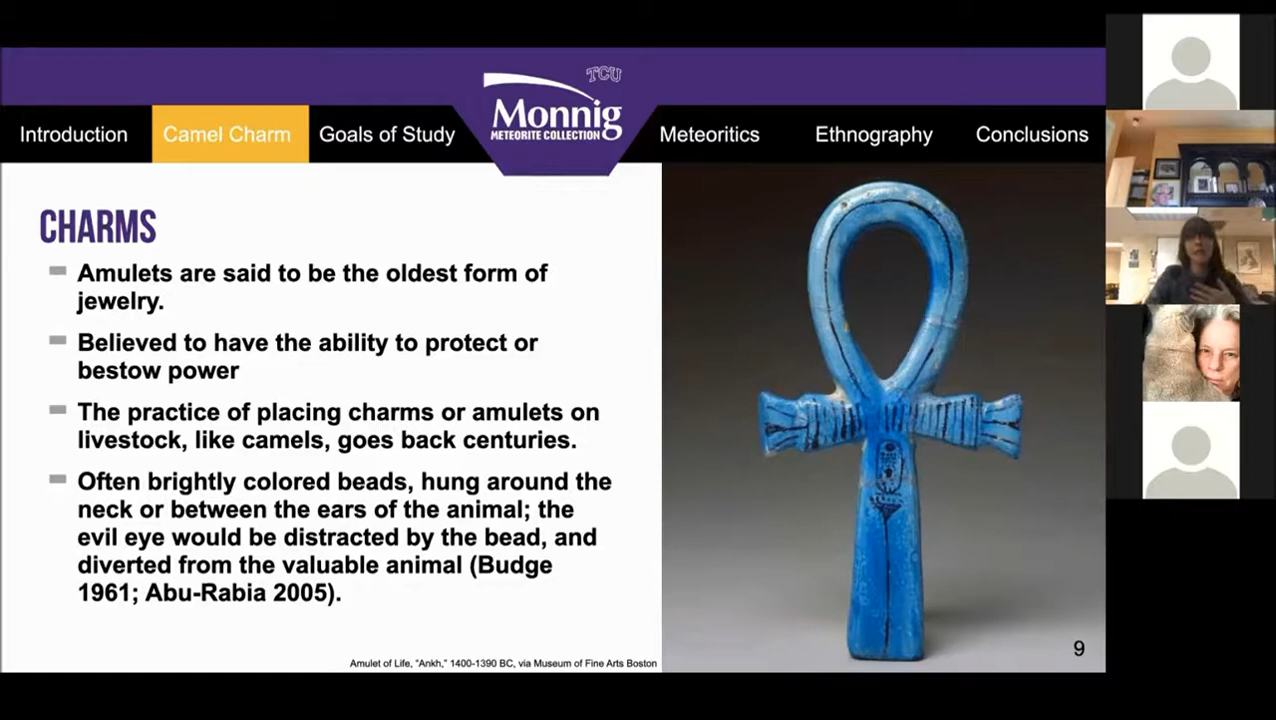 TCU
Monnig
METEORITE COLLECTION
Introduction
Camel Charm
Goals of Study
Meteoritics
Ethnography
Conclusions
CHARMS
Amulets are said to be the oldest form of
jewelry.
Believed to have the ability to protect or
bestow power
The practice of placing charms or amulets on
livestock, like camels, goes back centuries.
Often brightly colored beads, hung around the
neck or between the ears of the animal; the
evil eye would be distracted by the bead, and
diverted from the valuable animal (Budge
1961; Abu-Rabia 2005).
Amulet of Life, "Ankh," 1400-1390 BC, via Museum of Fine Arts Boston
9